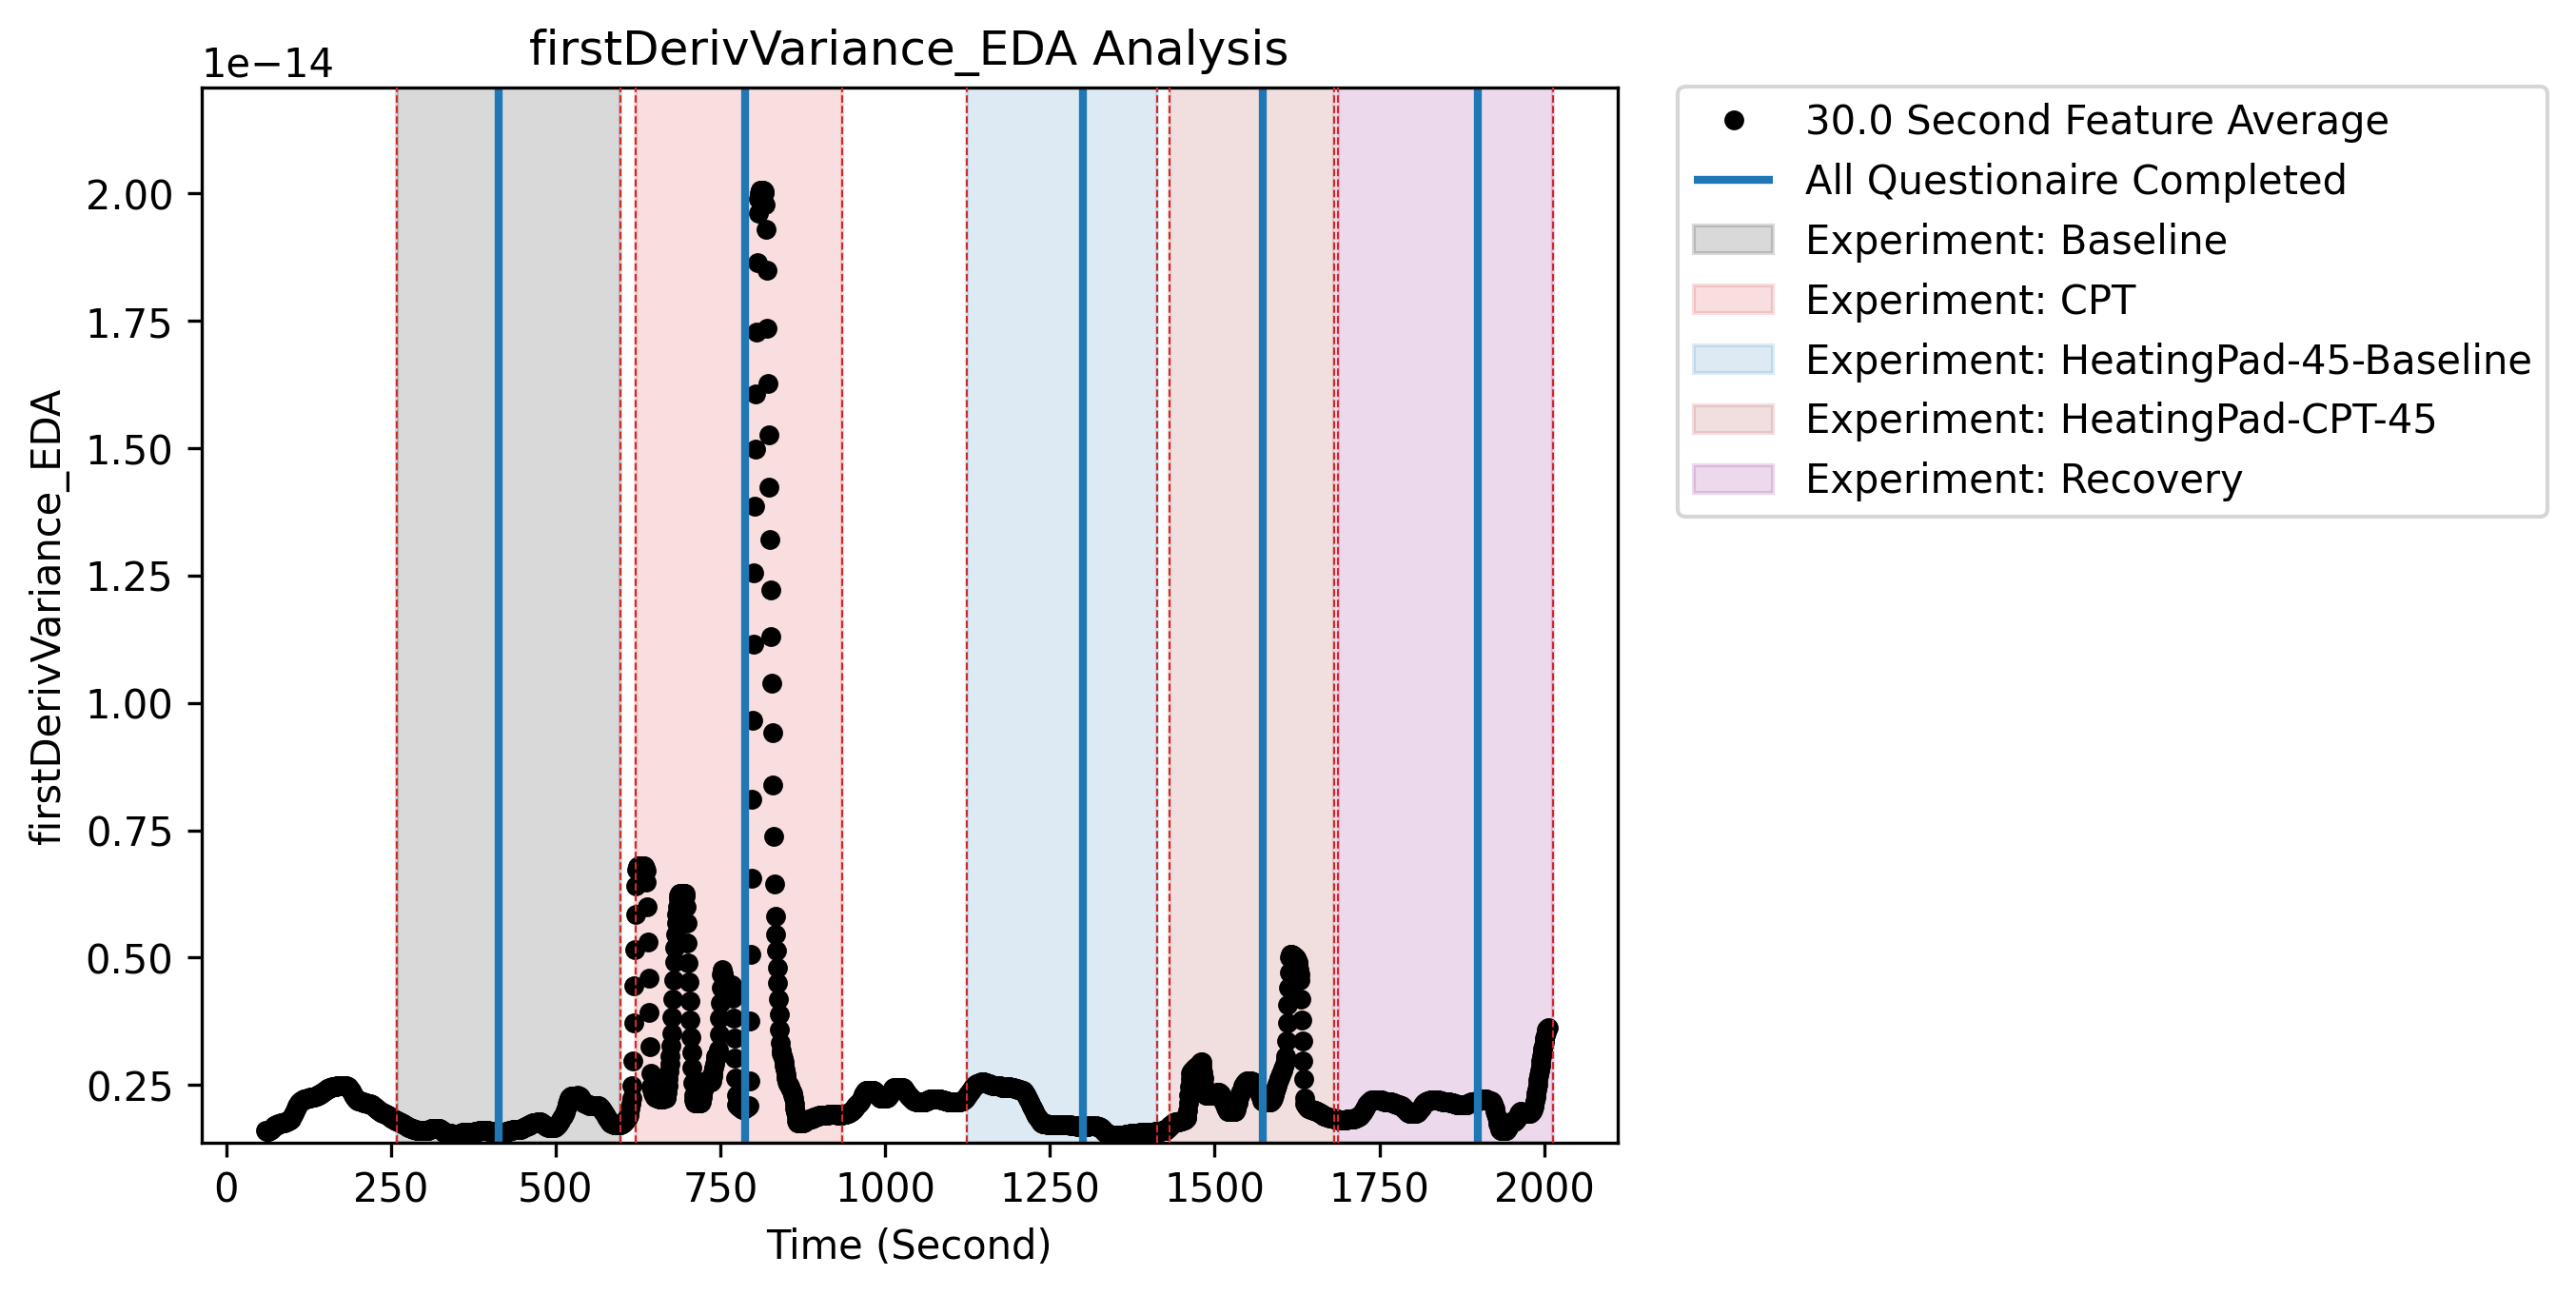 firstDerivVariance_EDA Analysis
1e−14
2.00
1.75
1.50
1.25
1.00
0.75
0.50
0.25
firstDerivVariance_EDA
0 250 500 750 1000 1250 1500 1750 2000
Time (Second)
30.0 Second Feature Average
All Questionaire Completed
Experiment: Baseline
Experiment: CPT
Experiment: HeatingPad-45-Baseline
Experiment: HeatingPad-CPT-45
Experiment: Recovery